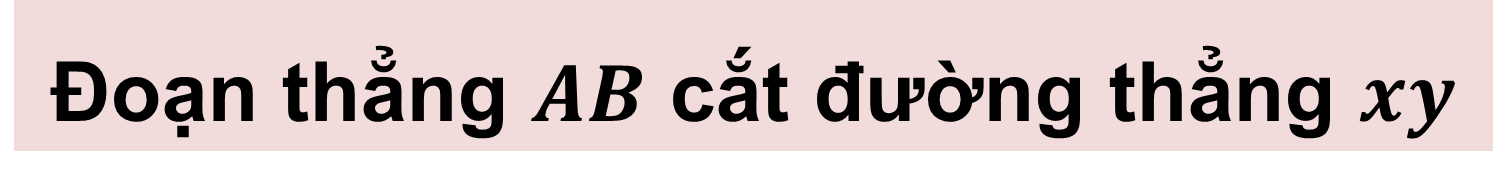 Đoạn thẳng AB cắt đường thẳng xy